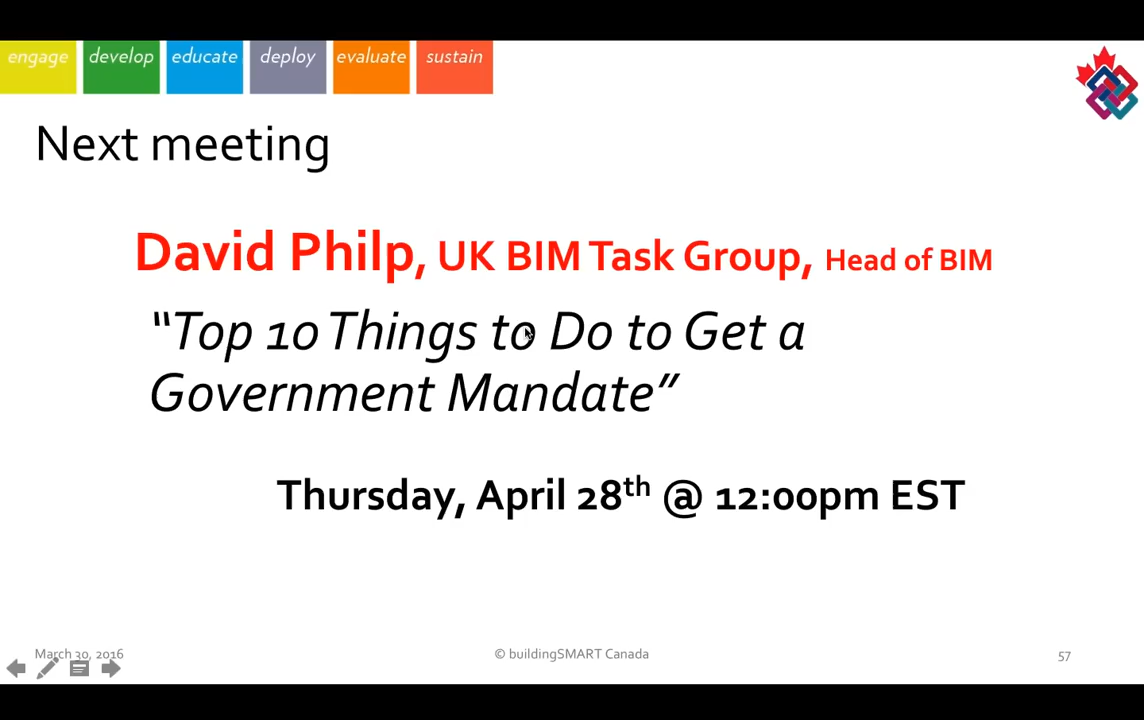 engage develop educate deploy evaluate sustain
Next meeting
David Philp, UK BIM Task Group, Head of BIM
“Top 10 Things to Do to Get a
Government Mandate”
Thursday, April 28th @ 12:00pm EST
March 30, 2016 © buildingSMART Canada 57